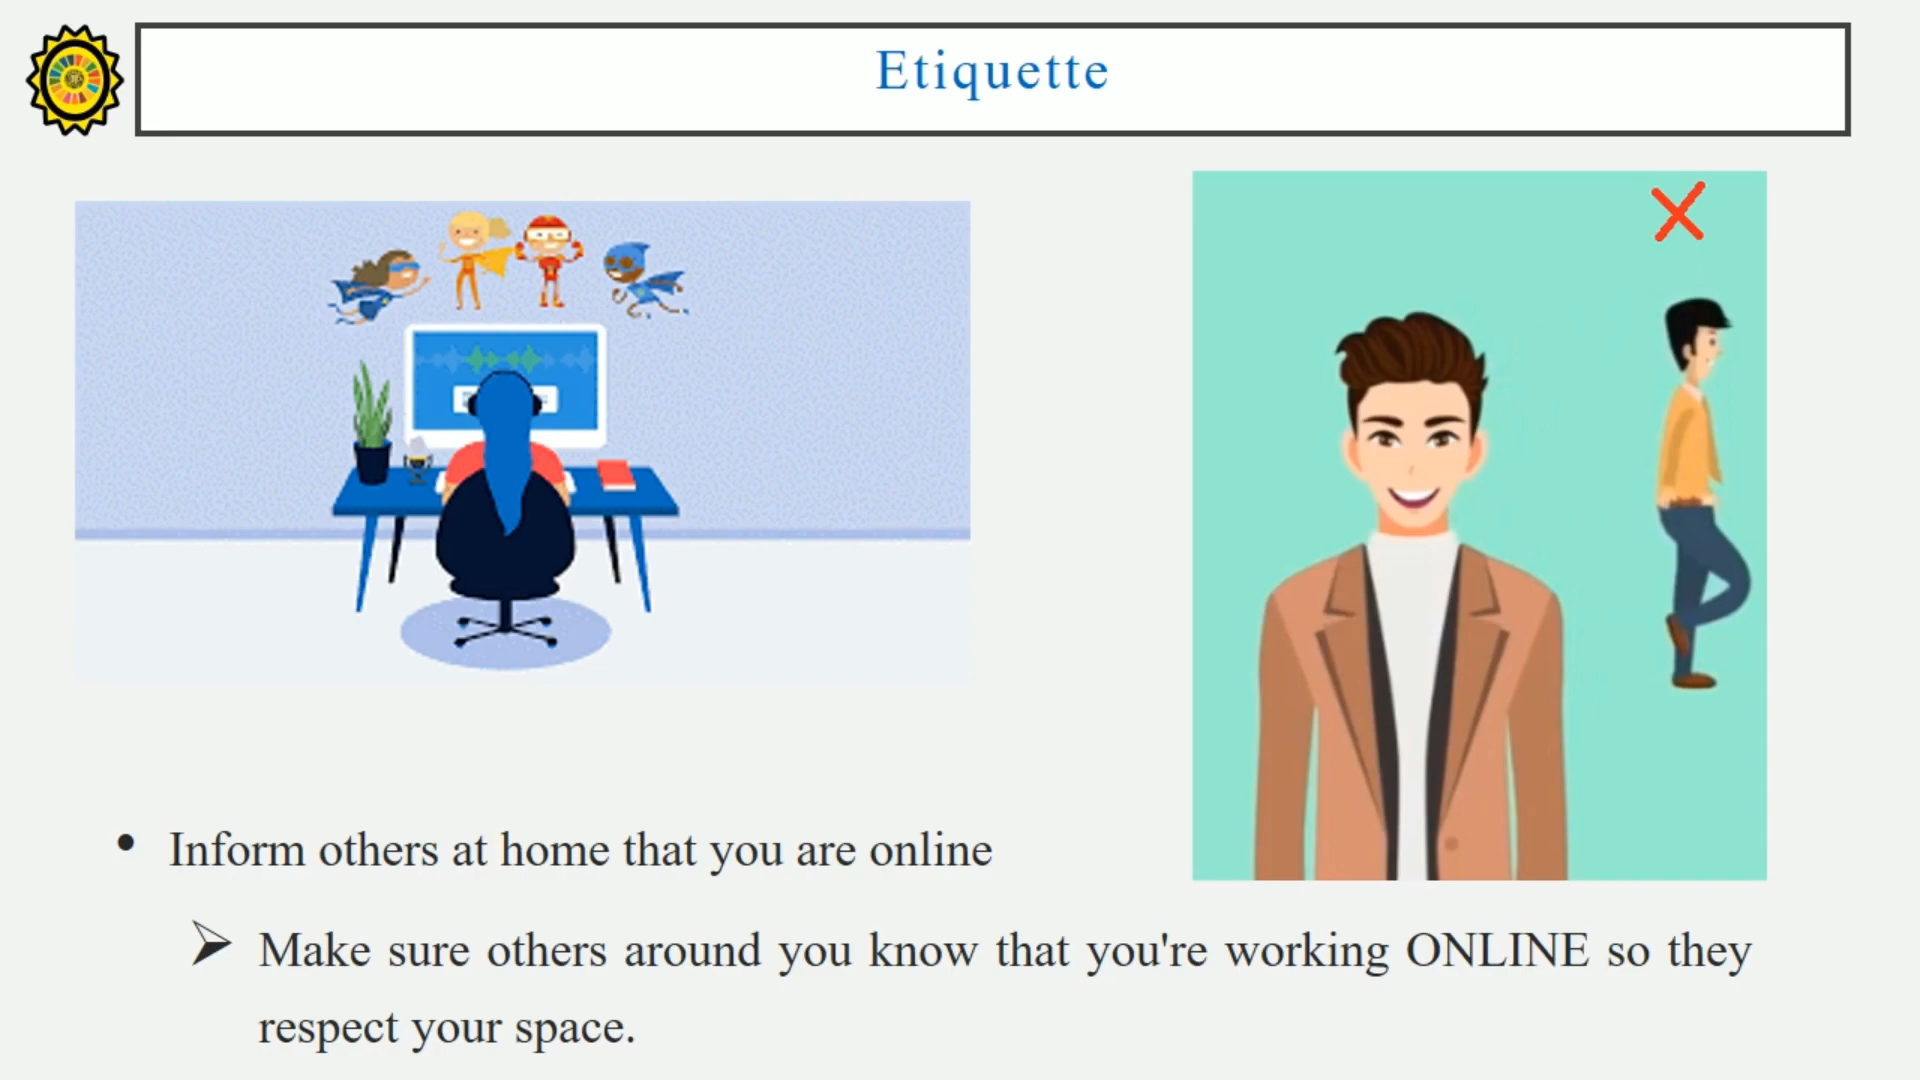 Etiquette
Inform others at home that you are online
Make sure others around you know that you're working ONLINE so they
respect your space.